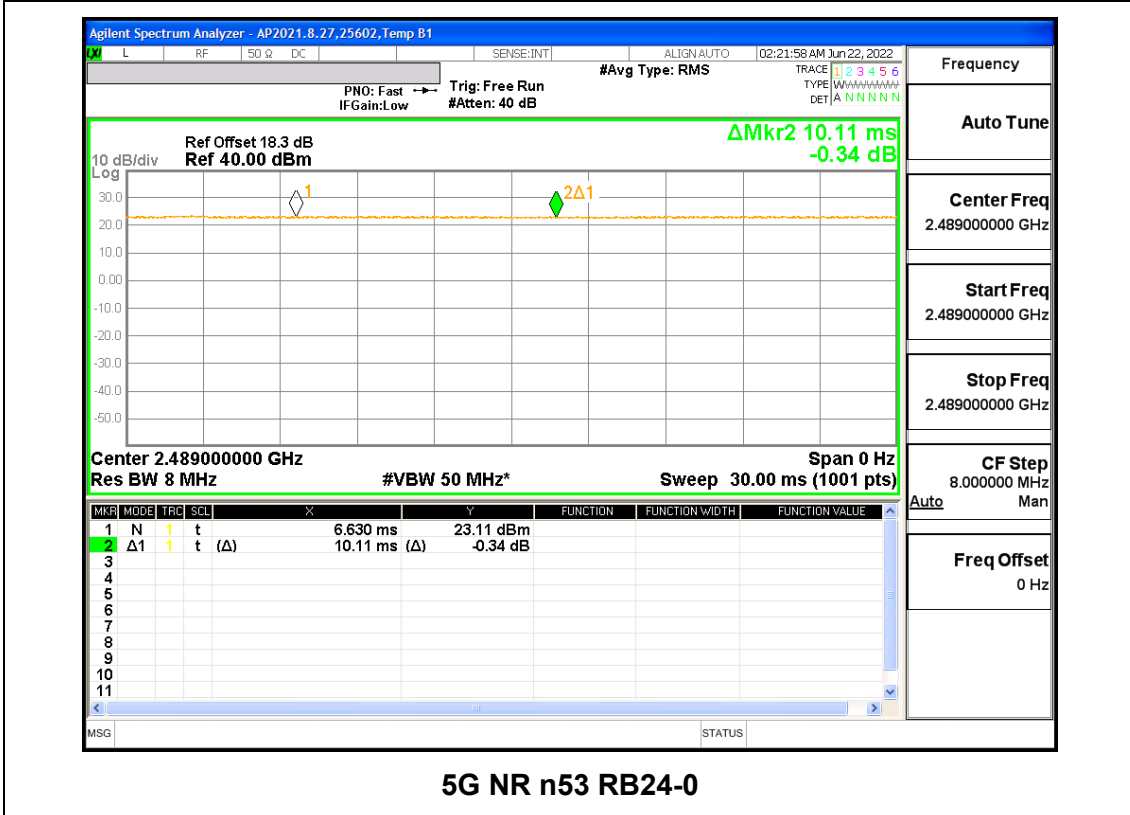 Agilent Spectrum Analyzer - AP2021.8.27,25602,Temp B1
LXI L RF 50 Ω DC SENSE:INT ALIGN AUTO 02:21:58 AM Jun 22, 2022
#Avg Type: RMS
TRACE 1 2 3 4 5 6
PNO: Fast Trig: Free Run
TYPE WWWWWW
IFGain:Low #Atten: 40 dB
DET A N N N N N
Frequency
Auto Tune
Center Freq
2.489000000 GHz
Start Freq
2.489000000 GHz
Stop Freq
2.489000000 GHz
CF Step
8.000000 MHz
Auto Man
Freq Offset
0 Hz
ΔMkr2 10.11 ms
-0.34 dB
Ref Offset 18.3 dB
10 dB/div Ref 40.00 dBm
Log
30.0
20.0
10.0
0.00
-10.0
-20.0
-30.0
-40.0
-50.0
1
2Δ1
Center 2.489000000 GHz Span 0 Hz
Res BW 8 MHz #VBW 50 MHz* Sweep 30.00 ms (1001 pts)
MKR MODE TRC SCL X Y FUNCTION FUNCTION WIDTH FUNCTION VALUE
1 N 1 t 6.630 ms 23.11 dBm
2 Δ1 1 t (Δ) 10.11 ms (Δ) -0.34 dB
3
4
5
6
7
8
9
10
11
MSG STATUS
5G NR n53 RB24-0